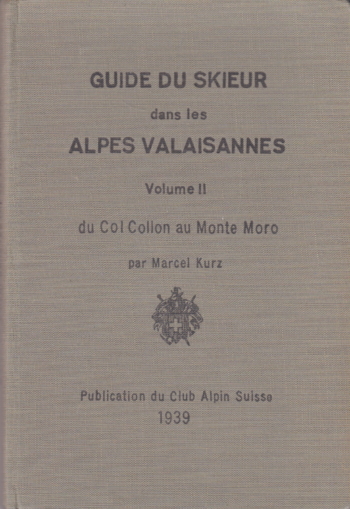 GUIDE DU SKIEUR
dans les
ALPES VALAISANNES
Volume II
du Col Collon au Monte Moro
par Marcel Kurz
Publication du Club Alpin Suisse
1939